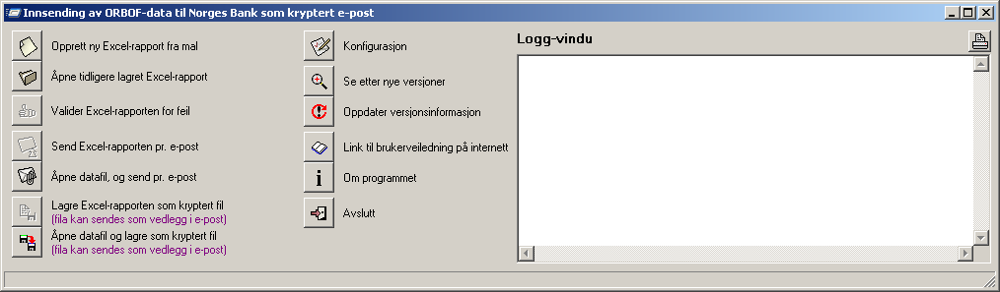 Innsending av ORBOF-data til Norges Bank som kryptert e-post
Opprett ny Excel-rapport fra mal
Åpne tidligere lagret Excel-rapport
Valider Excel-rapporten for feil
Send Excel-rapporten pr. e-post
Åpne datafil, og send pr. e-post
Lagre Excel-rapporten som kryptert fil
(fila kan sendes som vedlegg i e-post)
Åpne datafil og lagre som kryptert fil
(fila kan sendes som vedlegg i e-post)
Konfigurasjon
Se etter nye versjoner
Oppdater versjonsinformasjon
Link til brukerveiledning på internett
Om programmet
Avslutt
Logg-vindu